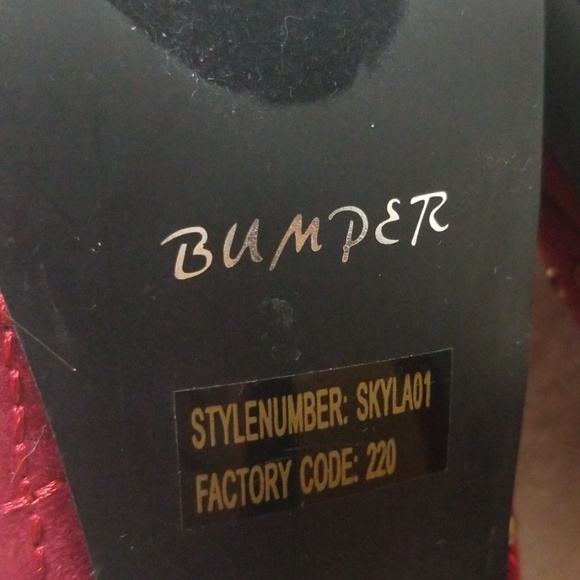 BUMPER
STYLENUMBER: SKYLA01
FACTORY CODE: 220